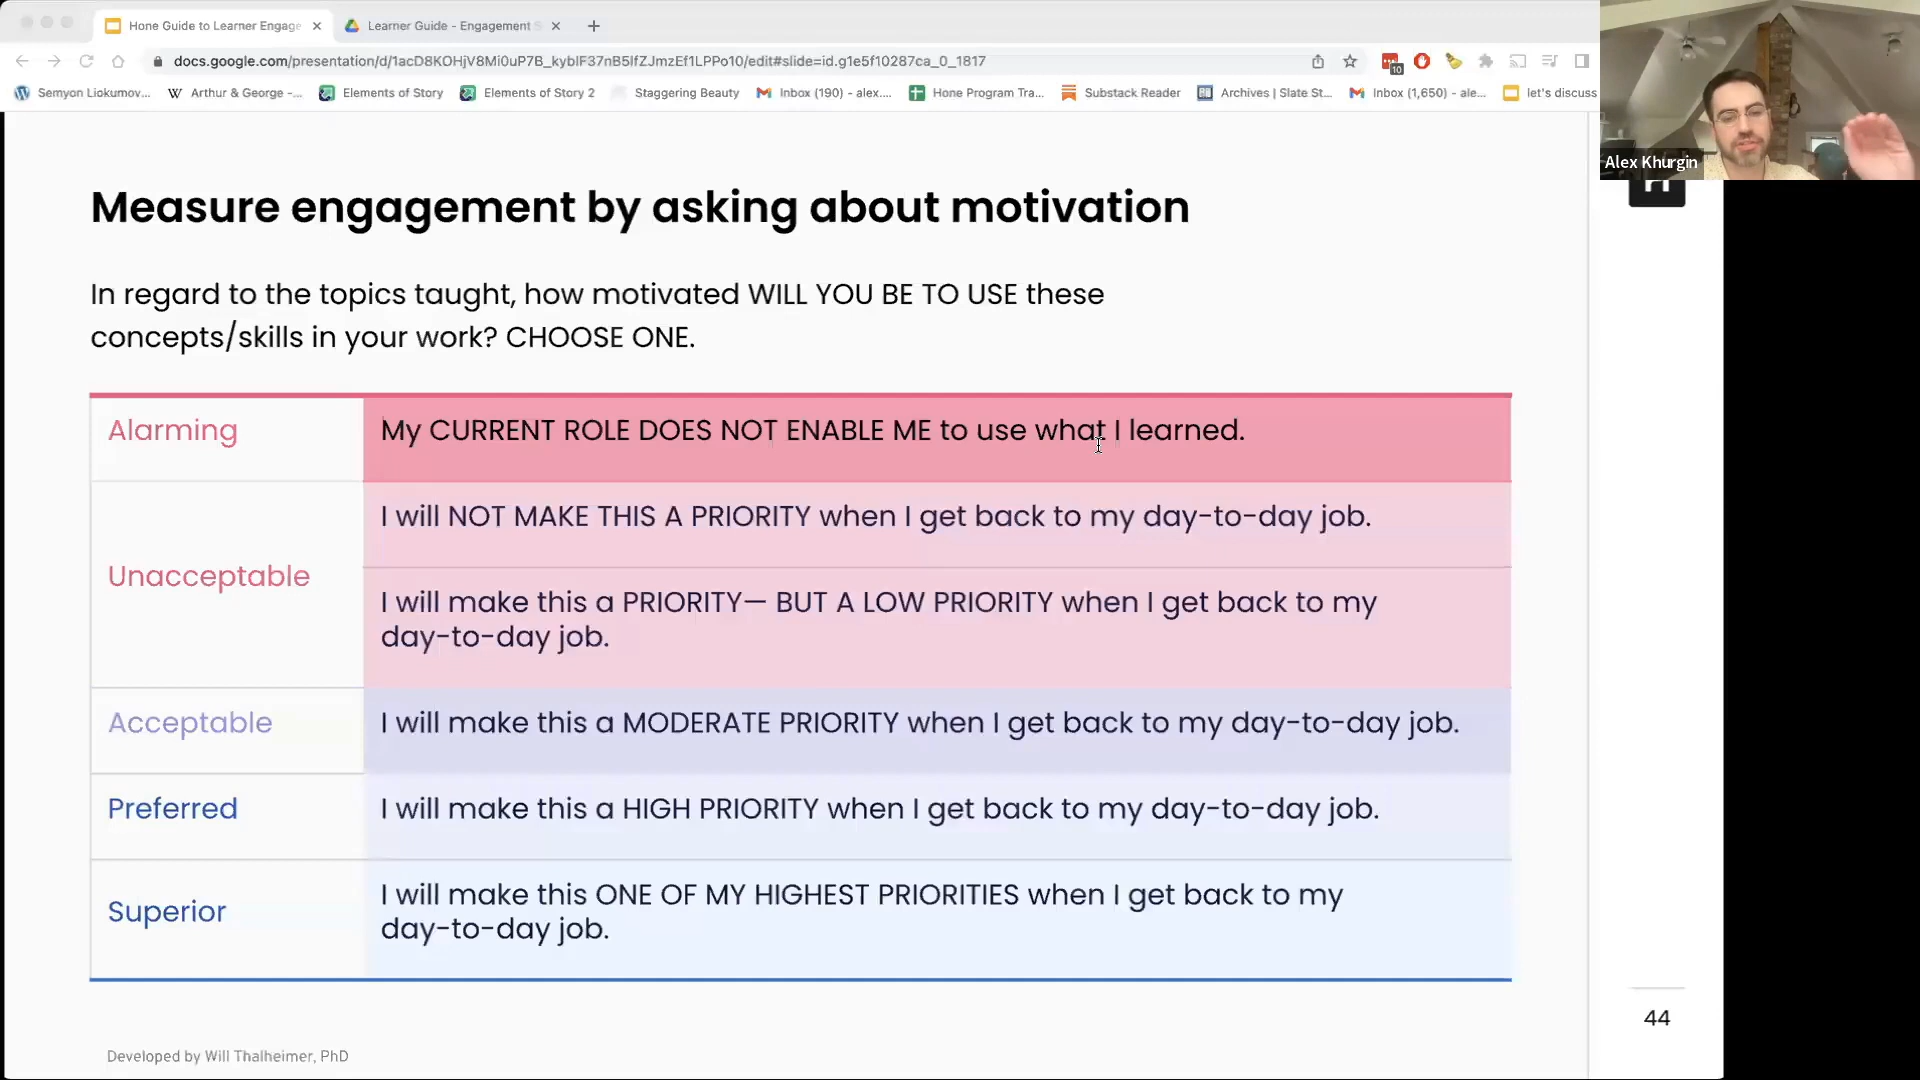 Hone Guide to Learner Engage
Learner Guide - Engagement S
docs.google.com/presentation/d/1acD8KOHjV8Mi0uP7B_kyblF37nB5lfZJmzEf1LPPo10/edit#slide=id.g1e5f10287ca_0_1817
10
Semyon Liokumov...
Arthur & George -...
Elements of Story
Elements of Story 2
Staggering Beauty
Inbox (190) - alex....
Hone Program Tra...
Substack Reader
Archives | Slate St...
Inbox (1,650) - ale...
let's discuss
Alex Khurgin
Measure engagement by asking about motivation
In regard to the topics taught, how motivated WILL YOU BE TO USE these
concepts/skills in your work? CHOOSE ONE.
Alarming
My CURRENT ROLE DOES NOT ENABLE ME to use what I learned.
Unacceptable
I will NOT MAKE THIS A PRIORITY when I get back to my day-to-day job.
I will make this a PRIORITY— BUT A LOW PRIORITY when I get back to my
day-to-day job.
Acceptable
I will make this a MODERATE PRIORITY when I get back to my day-to-day job.
Preferred
I will make this a HIGH PRIORITY when I get back to my day-to-day job.
Superior
I will make this ONE OF MY HIGHEST PRIORITIES when I get back to my
day-to-day job.
44
Developed by Will Thalheimer, PhD